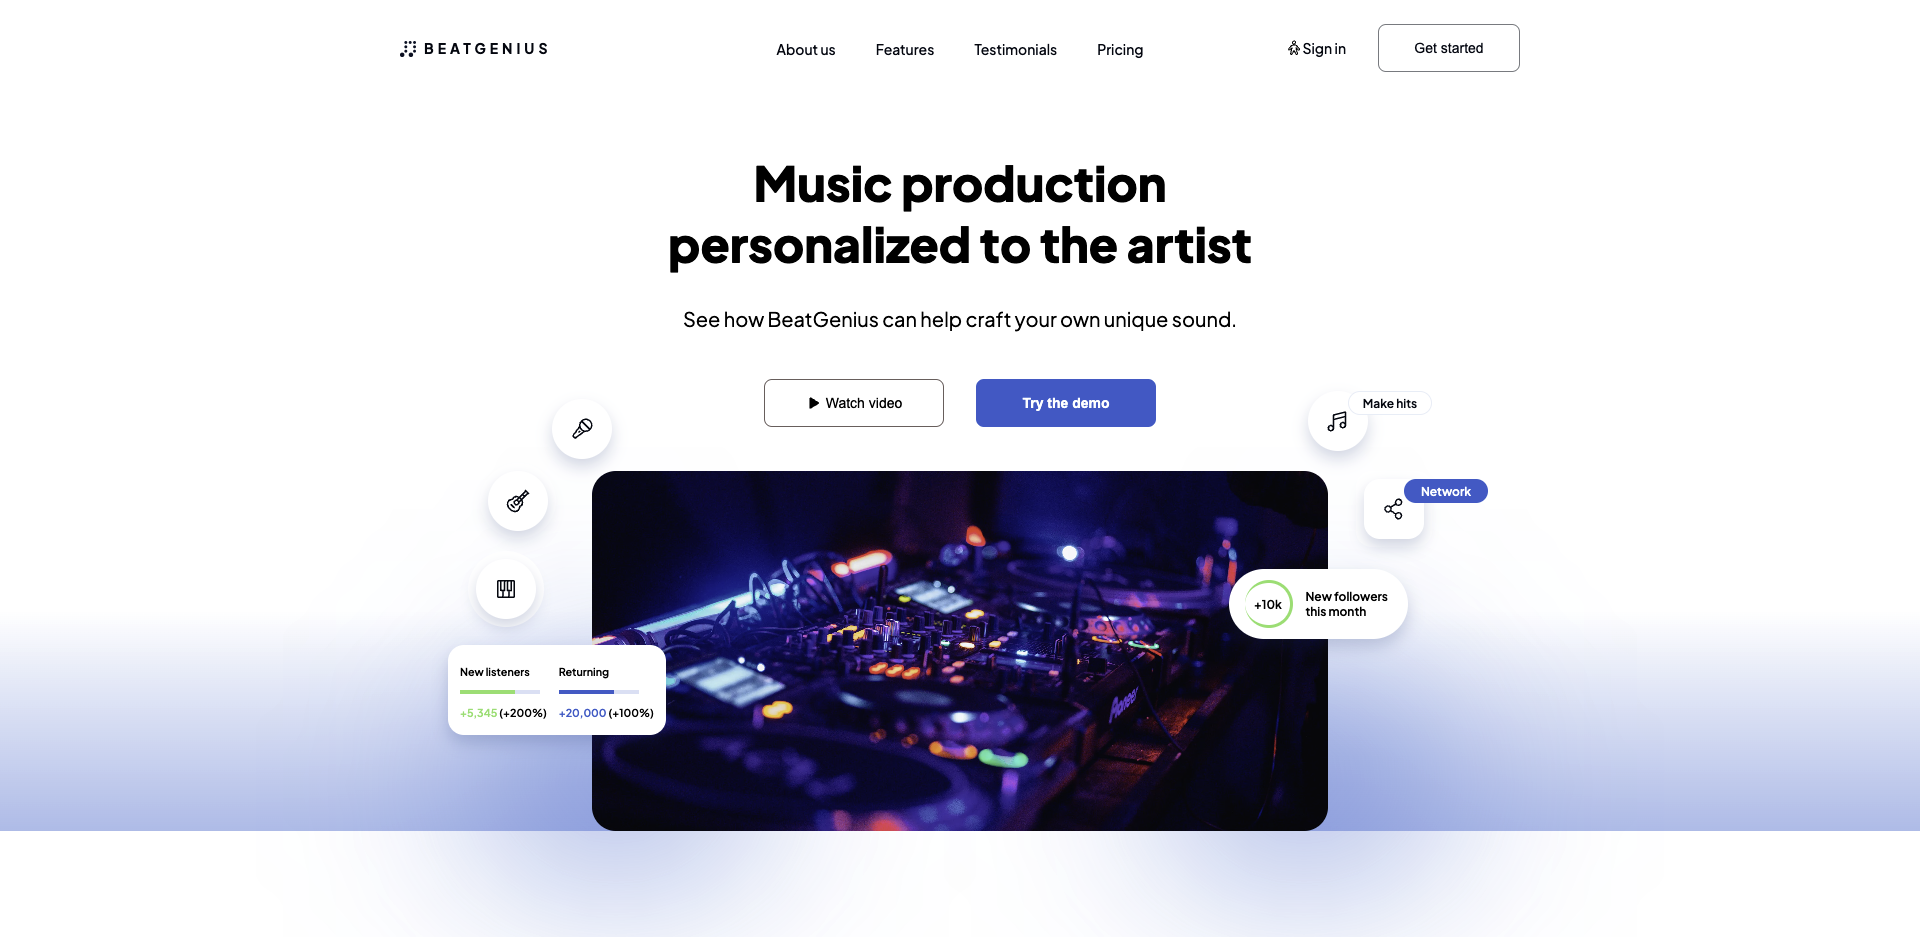 BEATGENIUS
About us
Features
Testimonials
Pricing
Sign in
Get started
Music production
personalized to the artist
See how BeatGenius can help craft your own unique sound.
Watch video
Try the demo
Make hits
Network
+10k
New followers
this month
New listeners
Returning
+5,345 (+200%)
+20,000 (+100%)
Pioneer